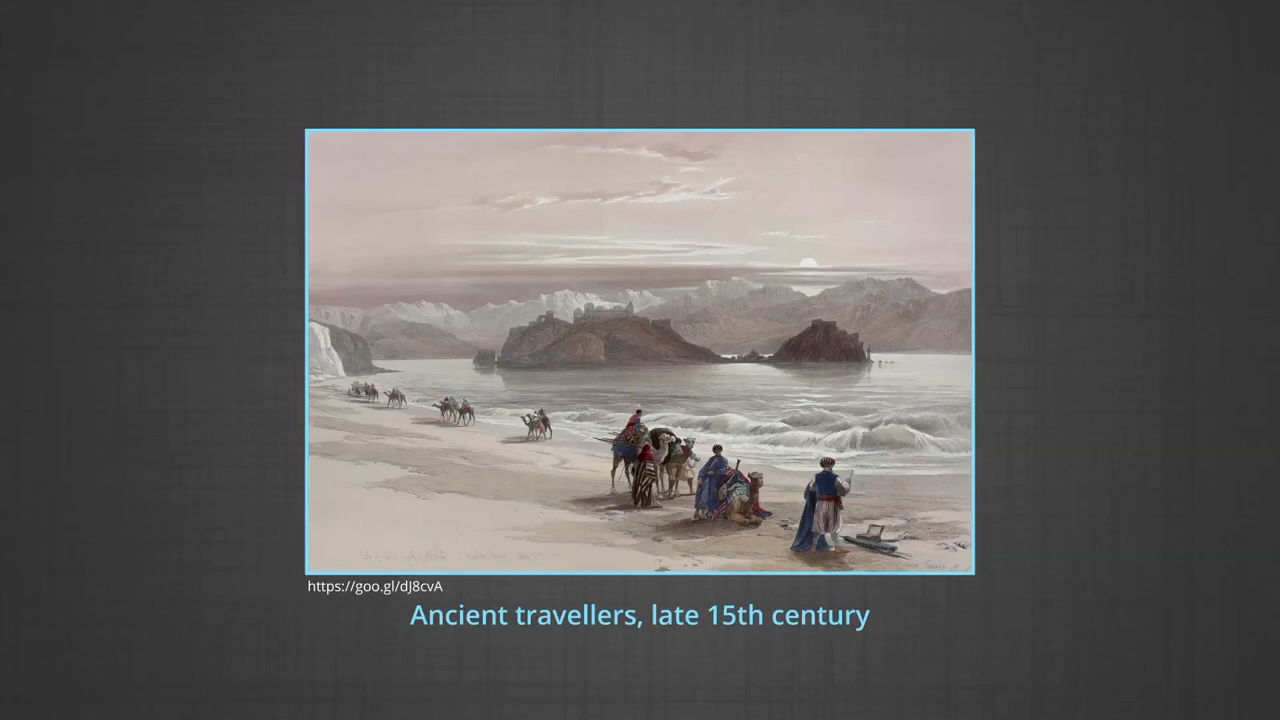 https://goo.gl/dJ8cvA
Ancient travellers, late 15th century